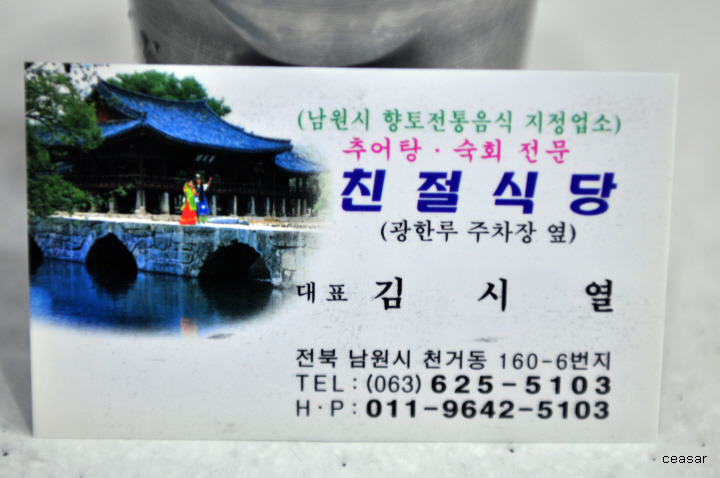 (남원시 향토전통음식 지정업소)
추어탕 · 숙회 전문
친절식당
(광한루 주차장 옆)
대표 김 시 열
전북 남원시 천거동 160-6번지
TEL : (063) 625-5103
H · P : 011-9642-5103
ceasar